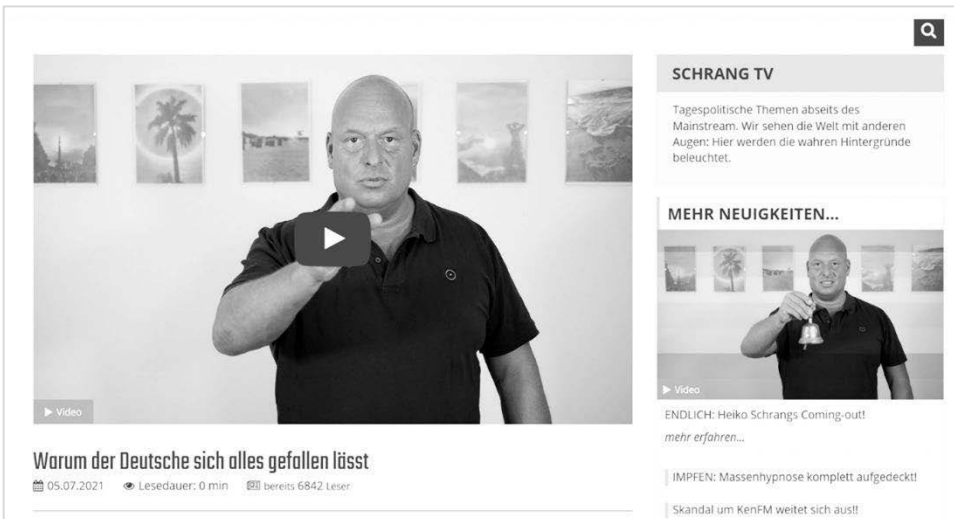 Video
Warum der Deutsche sich alles gefallen lässt
05.07.2021 Lesedauer: 0 min bereits 6842 Leser
SCHRANG TV
Tagespolitische Themen abseits des
Mainstream. Wir sehen die Welt mit anderen
Augen: Hier werden die wahren Hintergründe
beleuchtet.
MEHR NEUIGKEITEN...
Video
ENDLICH: Heiko Schrangs Coming-out!
mehr erfahren...
IMPFEN: Massenhypnose komplett aufgedeckt!
Skandal um KenFM weitet sich aus!!